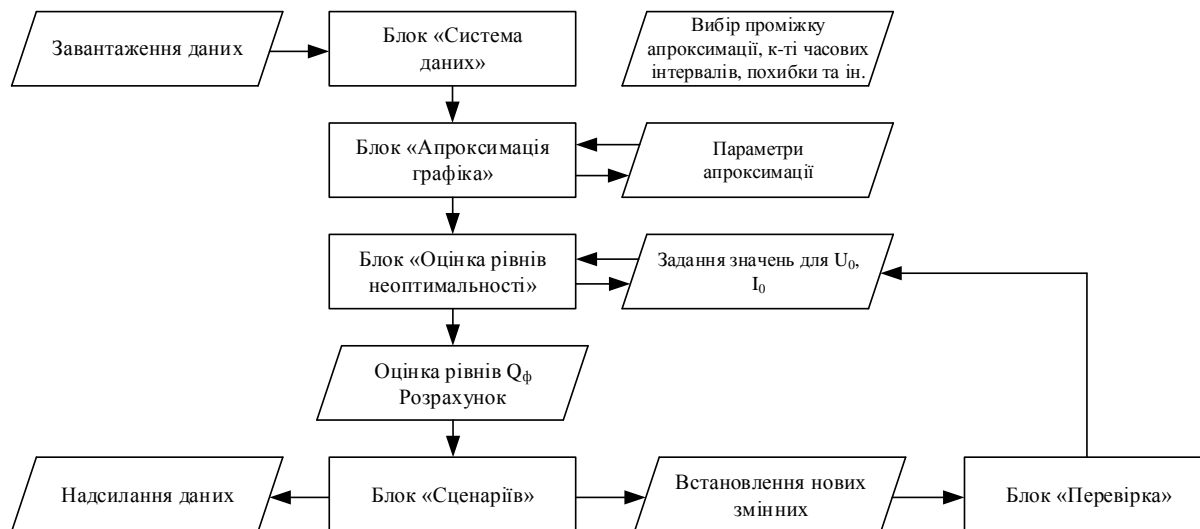 Завантаження даних
Блок «Система
даних»
Вибір проміжку
апроксимації, к-ті часових
інтервалів, похибки та ін.
Блок «Апроксимація
графіка»
Параметри
апроксимації
Блок «Оцінка рівнів
неоптимальності»
Задання значень для U₀,
I₀
Оцінка рівнів Qф
Розрахунок
Надсилання даних
Блок «Сценаріїв»
Встановлення нових
змінних
Блок «Перевірка»